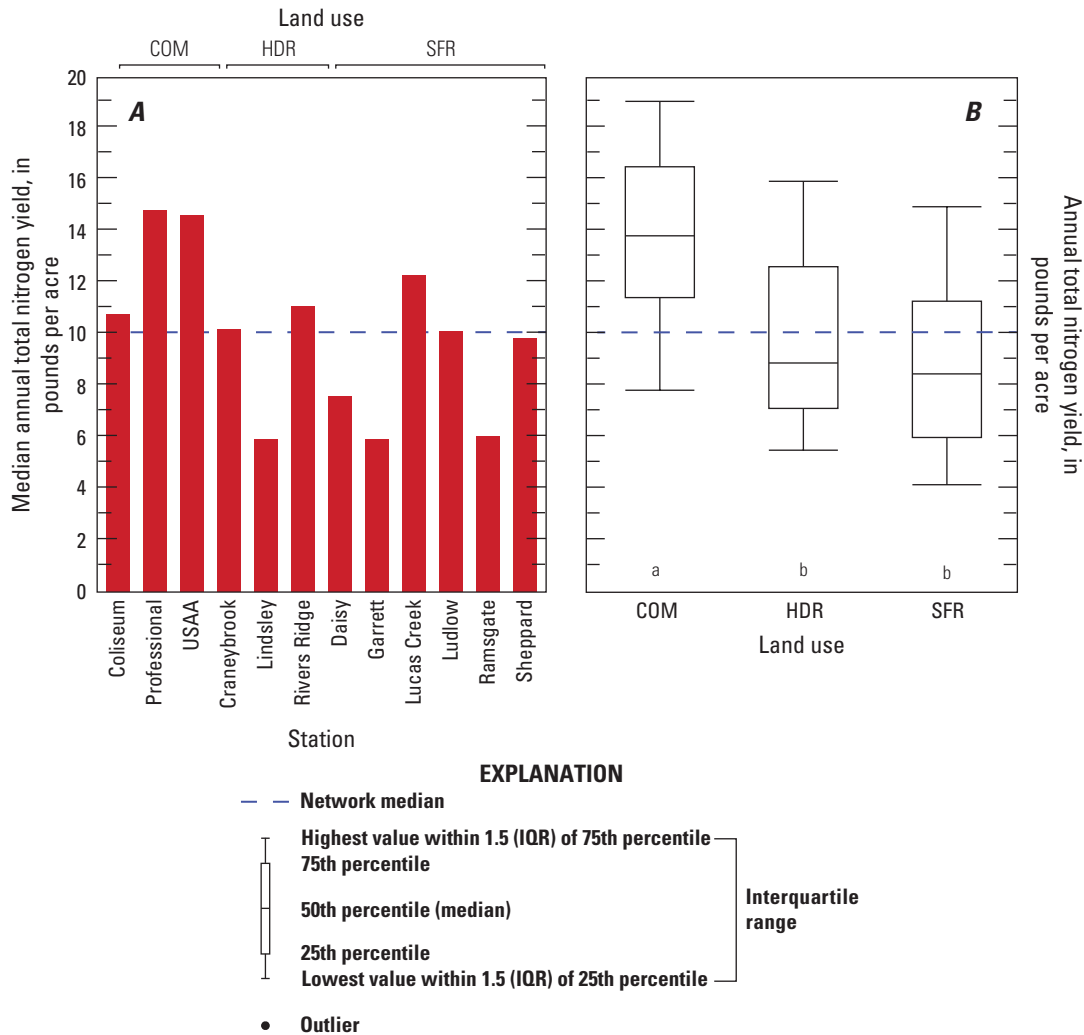 Land use
COM HDR SFR
A
Median annual total nitrogen yield, in
pounds per acre
20
18
16
14
12
10
8
6
4
2
0
Coliseum
Professional
USAA
Craneybrook
Lindsley
Rivers Ridge
Daisy
Garrett
Lucas Creek
Ludlow
Ramsgate
Sheppard
Station
B
a b b
COM HDR SFR
Land use
Annual total nitrogen yield, in
pounds per acre
EXPLANATION
Network median
Highest value within 1.5 (IQR) of 75th percentile
75th percentile
50th percentile (median)
25th percentile
Lowest value within 1.5 (IQR) of 25th percentile
Interquartile
range
Outlier